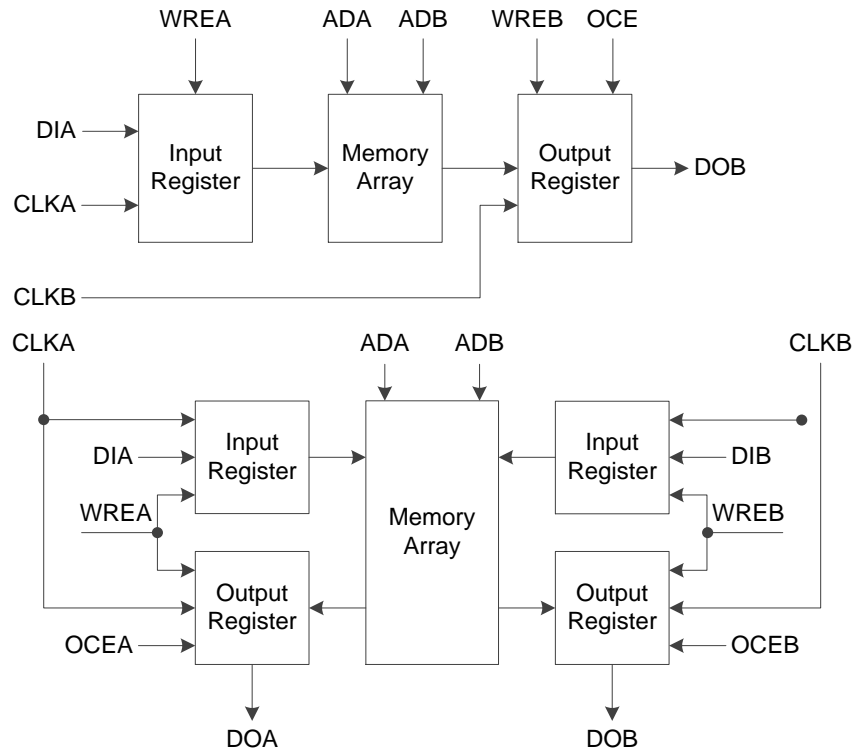 WREA ADA ADB WREB OCE
DIA
Input
Register
Memory
Array
Output
Register
DOB
CLKA
CLKB
CLKA ADA ADB CLKB
DIA
Input
Register
Input
Register
DIB
WREA
Memory
Array
WREB
Output
Register
Output
Register
OCEA
OCEB
DOA DOB